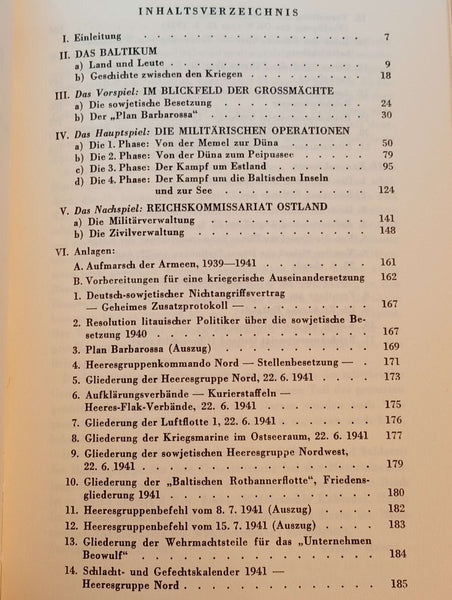 INHALTSVERZEICHNIS
I. Einleitung . . . . . . . . . . . . . . 7
II. DAS BALTIKUM
a) Land und Leute . . . . . . . . . . . . 9
b) Geschichte zwischen den Kriegen . . . . . . . 18
III. Das Vorspiel: IM BLICKFELD DER GROSSMÄCHTE
a) Die sowjetische Besetzung . . . . . . . . . 24
b) Der „Plan Barbarossa“ . . . . . . . . . . 30
IV. Das Hauptspiel: DIE MILITÄRISCHEN OPERATIONEN
a) Die 1. Phase: Von der Memel zur Düna . . . . . 50
b) Die 2. Phase: Von der Düna zum Peipussee . . . . 79
c) Die 3. Phase: Der Kampf um Estland . . . . . . 95
d) Die 4. Phase: Der Kampf um die Baltischen Inseln
und zur See . . . . . . . . . 124
V. Das Nachspiel: REICHSKOMMISSARIAT OSTLAND
a) Die Militärverwaltung . . . . . . . . . . 141
b) Die Zivilverwaltung . . . . . . . . . . . 148
VI. Anlagen:
A. Aufmarsch der Armeen, 1939—1941 . . . . . . 161
B. Vorbereitungen für eine kriegerische Auseinandersetzung 162
1. Deutsch-sowjetischer Nichtangriffsvertrag
— Geheimes Zusatzprotokoll — . . . . . . . 167
2. Resolution litauischer Politiker über die sowjetische Be-
setzung 1940 . . . . . . . . . . . . 167
3. Plan Barbarossa (Auszug) . . . . . . . . . 169
4. Heeresgruppenkommando Nord — Stellenbesetzung — . 171
5. Gliederung der Heeresgruppe Nord, 22. 6. 1941 . . . 173
6. Aufklärungsverbände — Kurierstaffeln —
Heeres-Flak-Verbände, 22. 6. 1941 . . . . . . 175
7. Gliederung der Luftflotte 1, 22. 6. 1941 . . . . . 176
8. Gliederung der Kriegsmarine im Ostseeraum, 22. 6. 1941 177
9. Gliederung der sowjetischen Heeresgruppe Nordwest,
22. 6. 1941 . . . . . . . . . . . . 179
10. Gliederung der „Baltischen Rotbannerflotte“, Friedens-
gliederung 1941 . . . . . . . . . . . 180
11. Heeresgruppenbefehl vom 8. 7. 1941 (Auszug) . . . 182
12. Heeresgruppenbefehl vom 15. 7. 1941 (Auszug) . . . 183
13. Gliederung der Wehrmachtsteile für das „Unternehmen
Beowulf“ . . . . . . . . . . . . . 184
14. Schlacht- und Gefechtskalender 1941 —
Heeresgruppe Nord . . . . . . . . . . 185